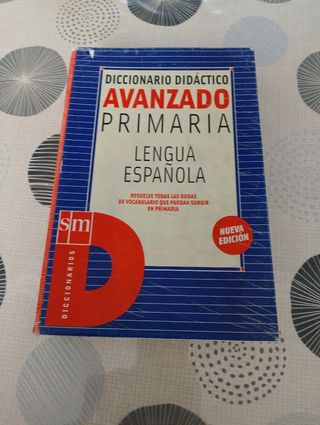 DICCIONARIO DIDÁCTICO
AVANZADO
PRIMARIA
LENGUA
ESPAÑOLA
RESUELVE TODAS LAS DUDAS
DE VOCABULARIO QUE PUEDAN SURGIR
EN PRIMARIA
NUEVA
EDICIÓN
sm
DICCIONARIOS
D